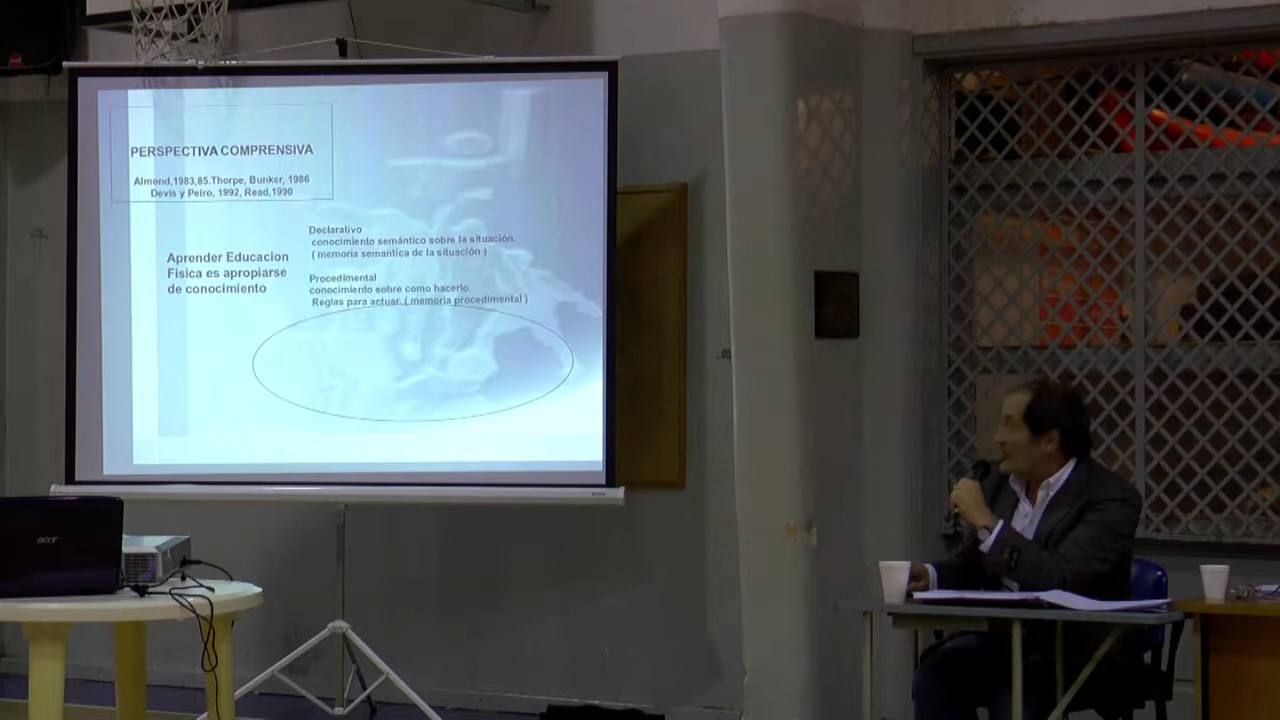 PERSPECTIVA COMPRENSIVA
Almond,1983,85.Thorpe, Bunker, 1986
Devis y Peiro, 1992, Read,1990
Declarativo
conocimiento semántico sobre la situación.
( memoria semantica de la situación )
Aprender Educacion
Fisica es apropiarse
de conocimiento
Procedimental
conocimiento sobre como hacerlo.
Reglas para actuar. ( memoria procedimental )
acer